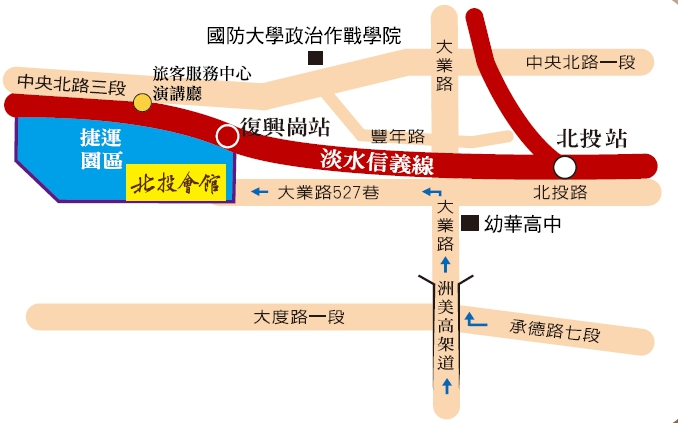 國防大學政治作戰學院
大業路
中央北路一段
旅客服務中心
演講廳
中央北路三段
復興崗站
豐年路
北投站
捷運
園區
淡水信義線
北投會館
大業路527巷
北投路
大業路
幼華高中
洲美高架道
大度路一段
承德路七段